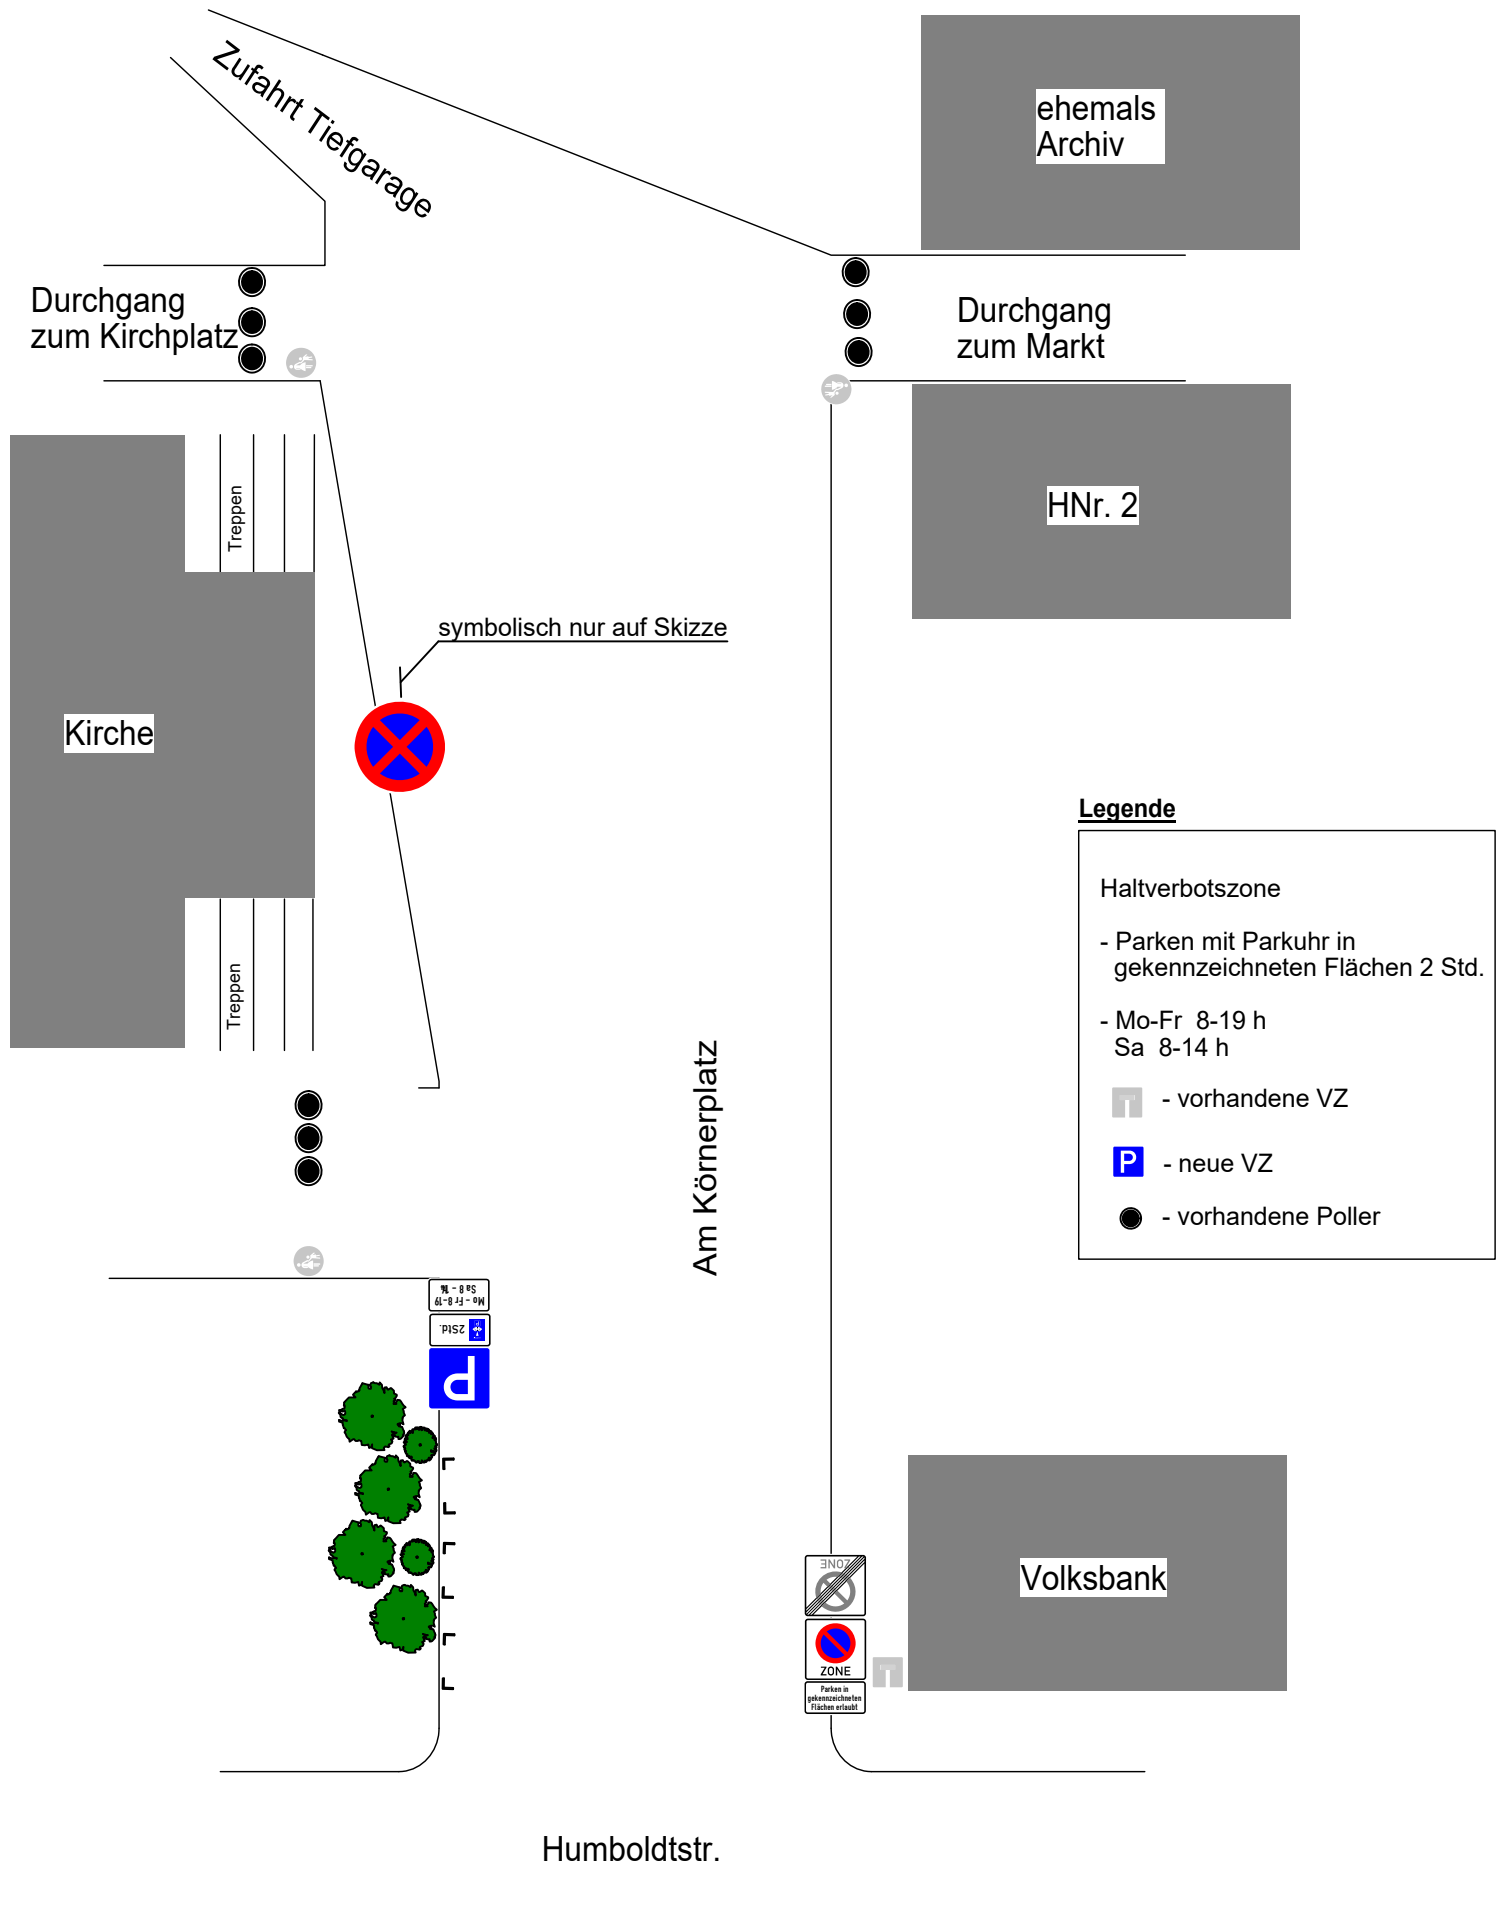 Zufahrt Tiefgarage
ehemals
Archiv
Durchgang
zum Kirchplatz
Durchgang
zum Markt
Treppen
HNr. 2
symbolisch nur auf Skizze
Kirche
Legende
Haltverbotszone
- Parken mit Parkuhr in
gekennzeichneten Flächen 2 Std.
- Mo-Fr 8-19 h
Sa 8-14 h
- vorhandene VZ
P - neue VZ
- vorhandene Poller
Treppen
Am Körnerplatz
Mo - Fr 8-19
Sa 8 - 14
2Std.
P
ZONE
ZONE
Parken in
gekennzeichneten
Flächen erlaubt
Volksbank
Humboldtstr.